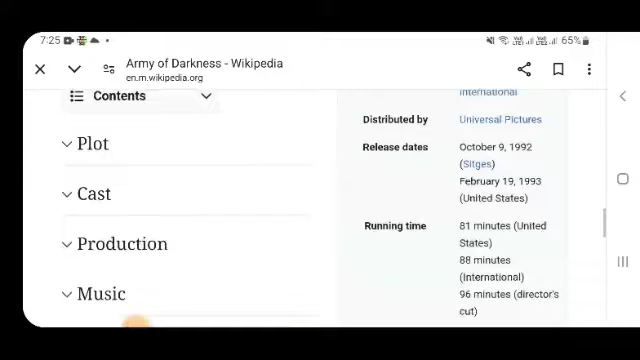 7:25 65%
Army of Darkness - Wikipedia
en.m.wikipedia.org
Contents
International
Plot
Distributed by Universal Pictures
Release dates October 9, 1992
(Sitges)
February 19, 1993
(United States)
Cast
Running time 81 minutes (United
States)
Production
88 minutes
(International)
Music
96 minutes (director's
cut)